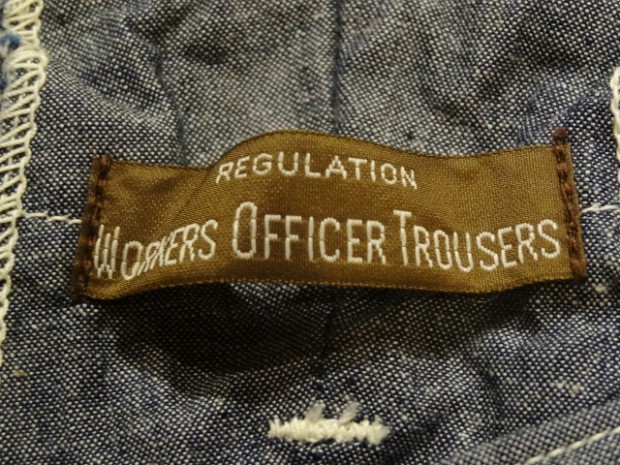 REGULATION
WORKERS OFFICER TROUSERS